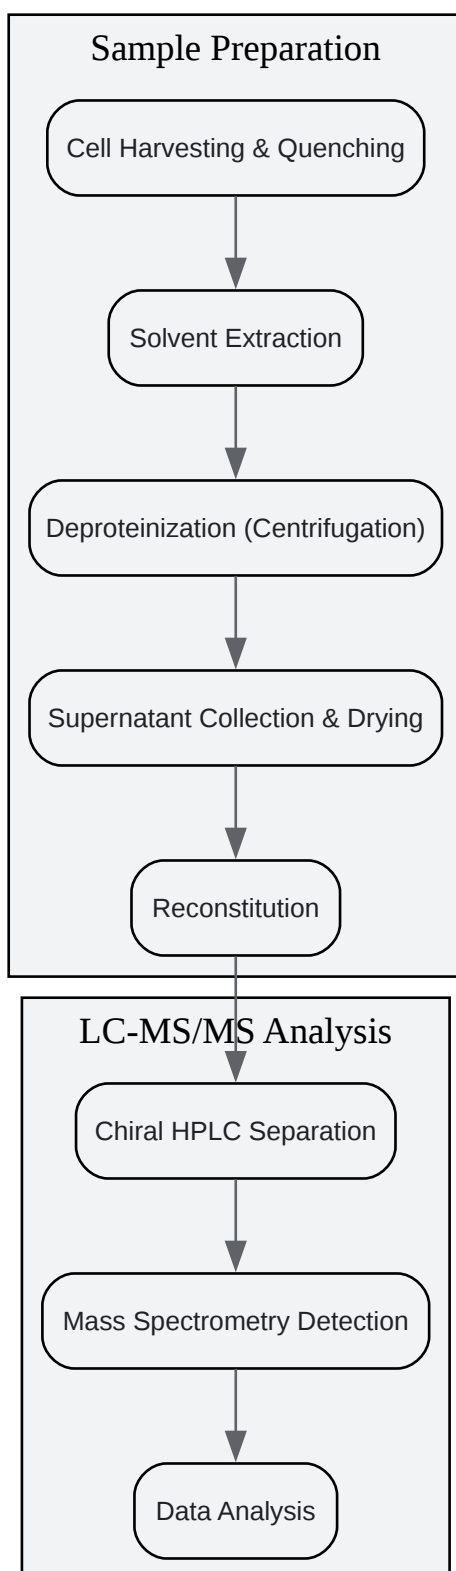 Sample Preparation
Cell Harvesting & Quenching
Solvent Extraction
Deproteinization (Centrifugation)
Supernatant Collection & Drying
Reconstitution
LC-MS/MS Analysis
Chiral HPLC Separation
Mass Spectrometry Detection
Data Analysis